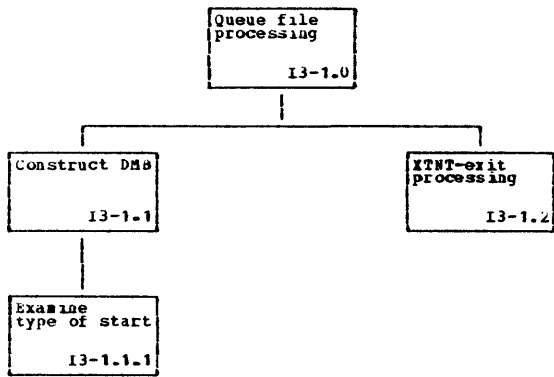 Queue file
processing
I3-1.0
Construct DMB
I3-1.1
XTNT-exit
processing
I3-1.2
Examine
type of start
I3-1.1.1